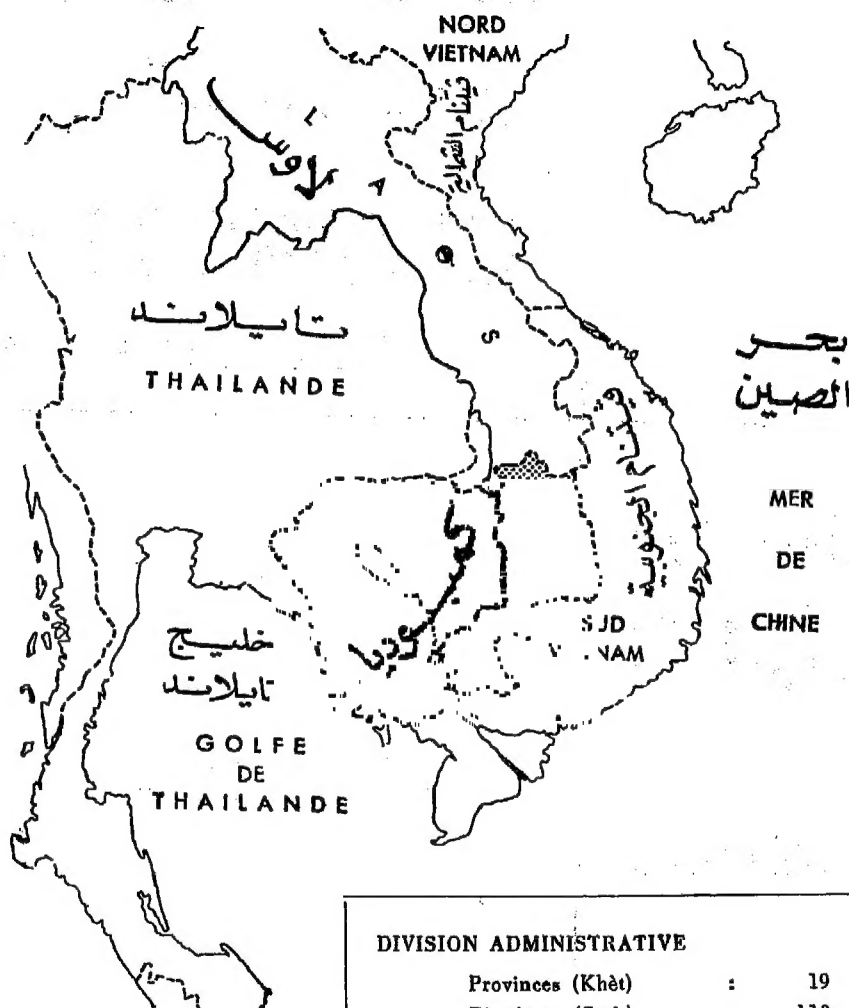 NORD
VIETNAM
فيتنام الشمالية
لاوس
L A O S
تايلاند
THAILANDE
بحر
الصين
فيتنام الجنوبية
MER
DE
CHINE
SUD
خليج
تايلاند
GOLFE
DE
THAILANDE
DIVISION ADMINISTRATIVE
Provinces (Khèt) : 19